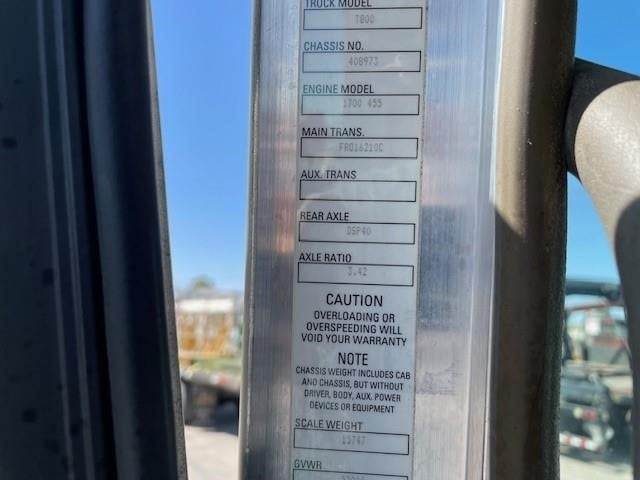 TRUCK MODEL
T800
CHASSIS NO.
408973
ENGINE MODEL
1700 455
MAIN TRANS.
FRO16210C
AUX. TRANS
REAR AXLE
DSP40
AXLE RATIO
3.42
CAUTION
OVERLOADING OR
OVERSPEEDING WILL
VOID YOUR WARRANTY
NOTE
CHASSIS WEIGHT INCLUDES CAB
AND CHASSIS, BUT WITHOUT
DRIVER, BODY, AUX. POWER
DEVICES OR EQUIPMENT
SCALE WEIGHT
15747
GVWR